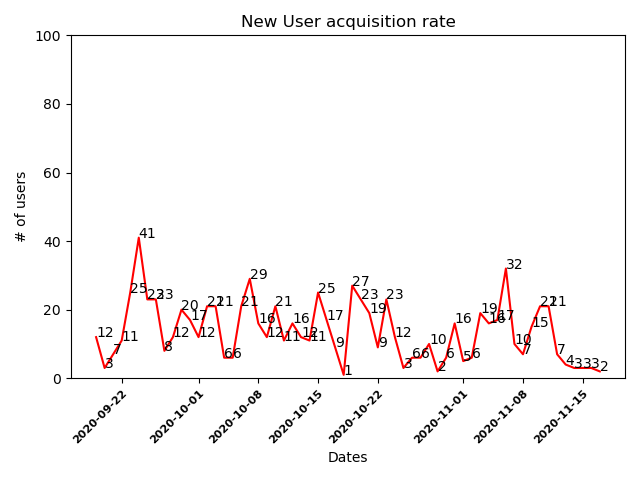 New User acquisition rate
# of users
100
80
60
40
20
0
12 3 7 11 25 41 23 23 8 12 20 17 12 21 21 6 6 21 29 16 12 21 11 16 12 11 25 17 9 1 27 23 19 9 23 12 3 6 6 10 2 6 16 5 6 19 16 17 32 10 7 15 21 21 7 4 3 3 3 2
2020-09-22 2020-10-01 2020-10-08 2020-10-15 2020-10-22 2020-11-01 2020-11-08 2020-11-15
Dates